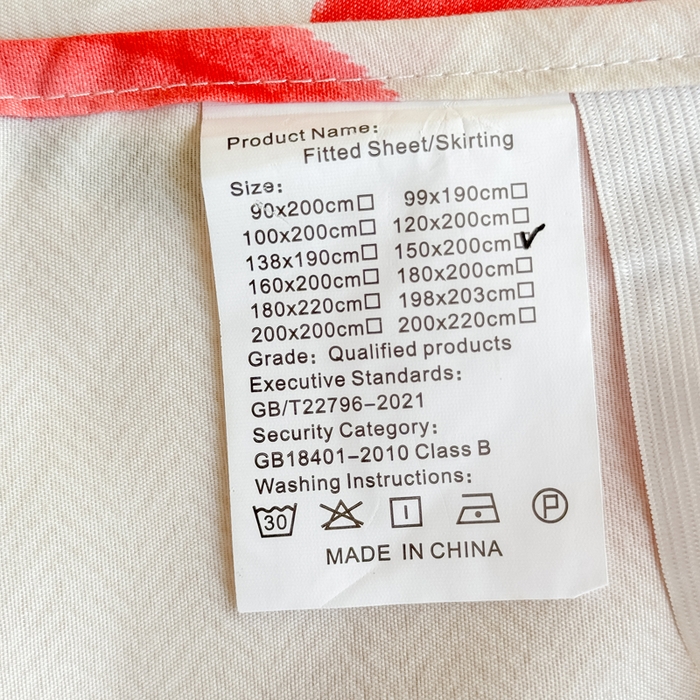 Product Name:
Fitted Sheet/Skirting
Size:
90x200cm☐ 99x190cm☐
100x200cm☐ 120x200cm☐
138x190cm☐ 150x200cm☑
160x200cm☐ 180x200cm☐
180x220cm☐ 198x203cm☐
200x200cm☐ 200x220cm☐
Grade: Qualified products
Executive Standards:
GB/T22796-2021
Security Category:
GB18401-2010 Class B
Washing Instructions:
30 P
MADE IN CHINA